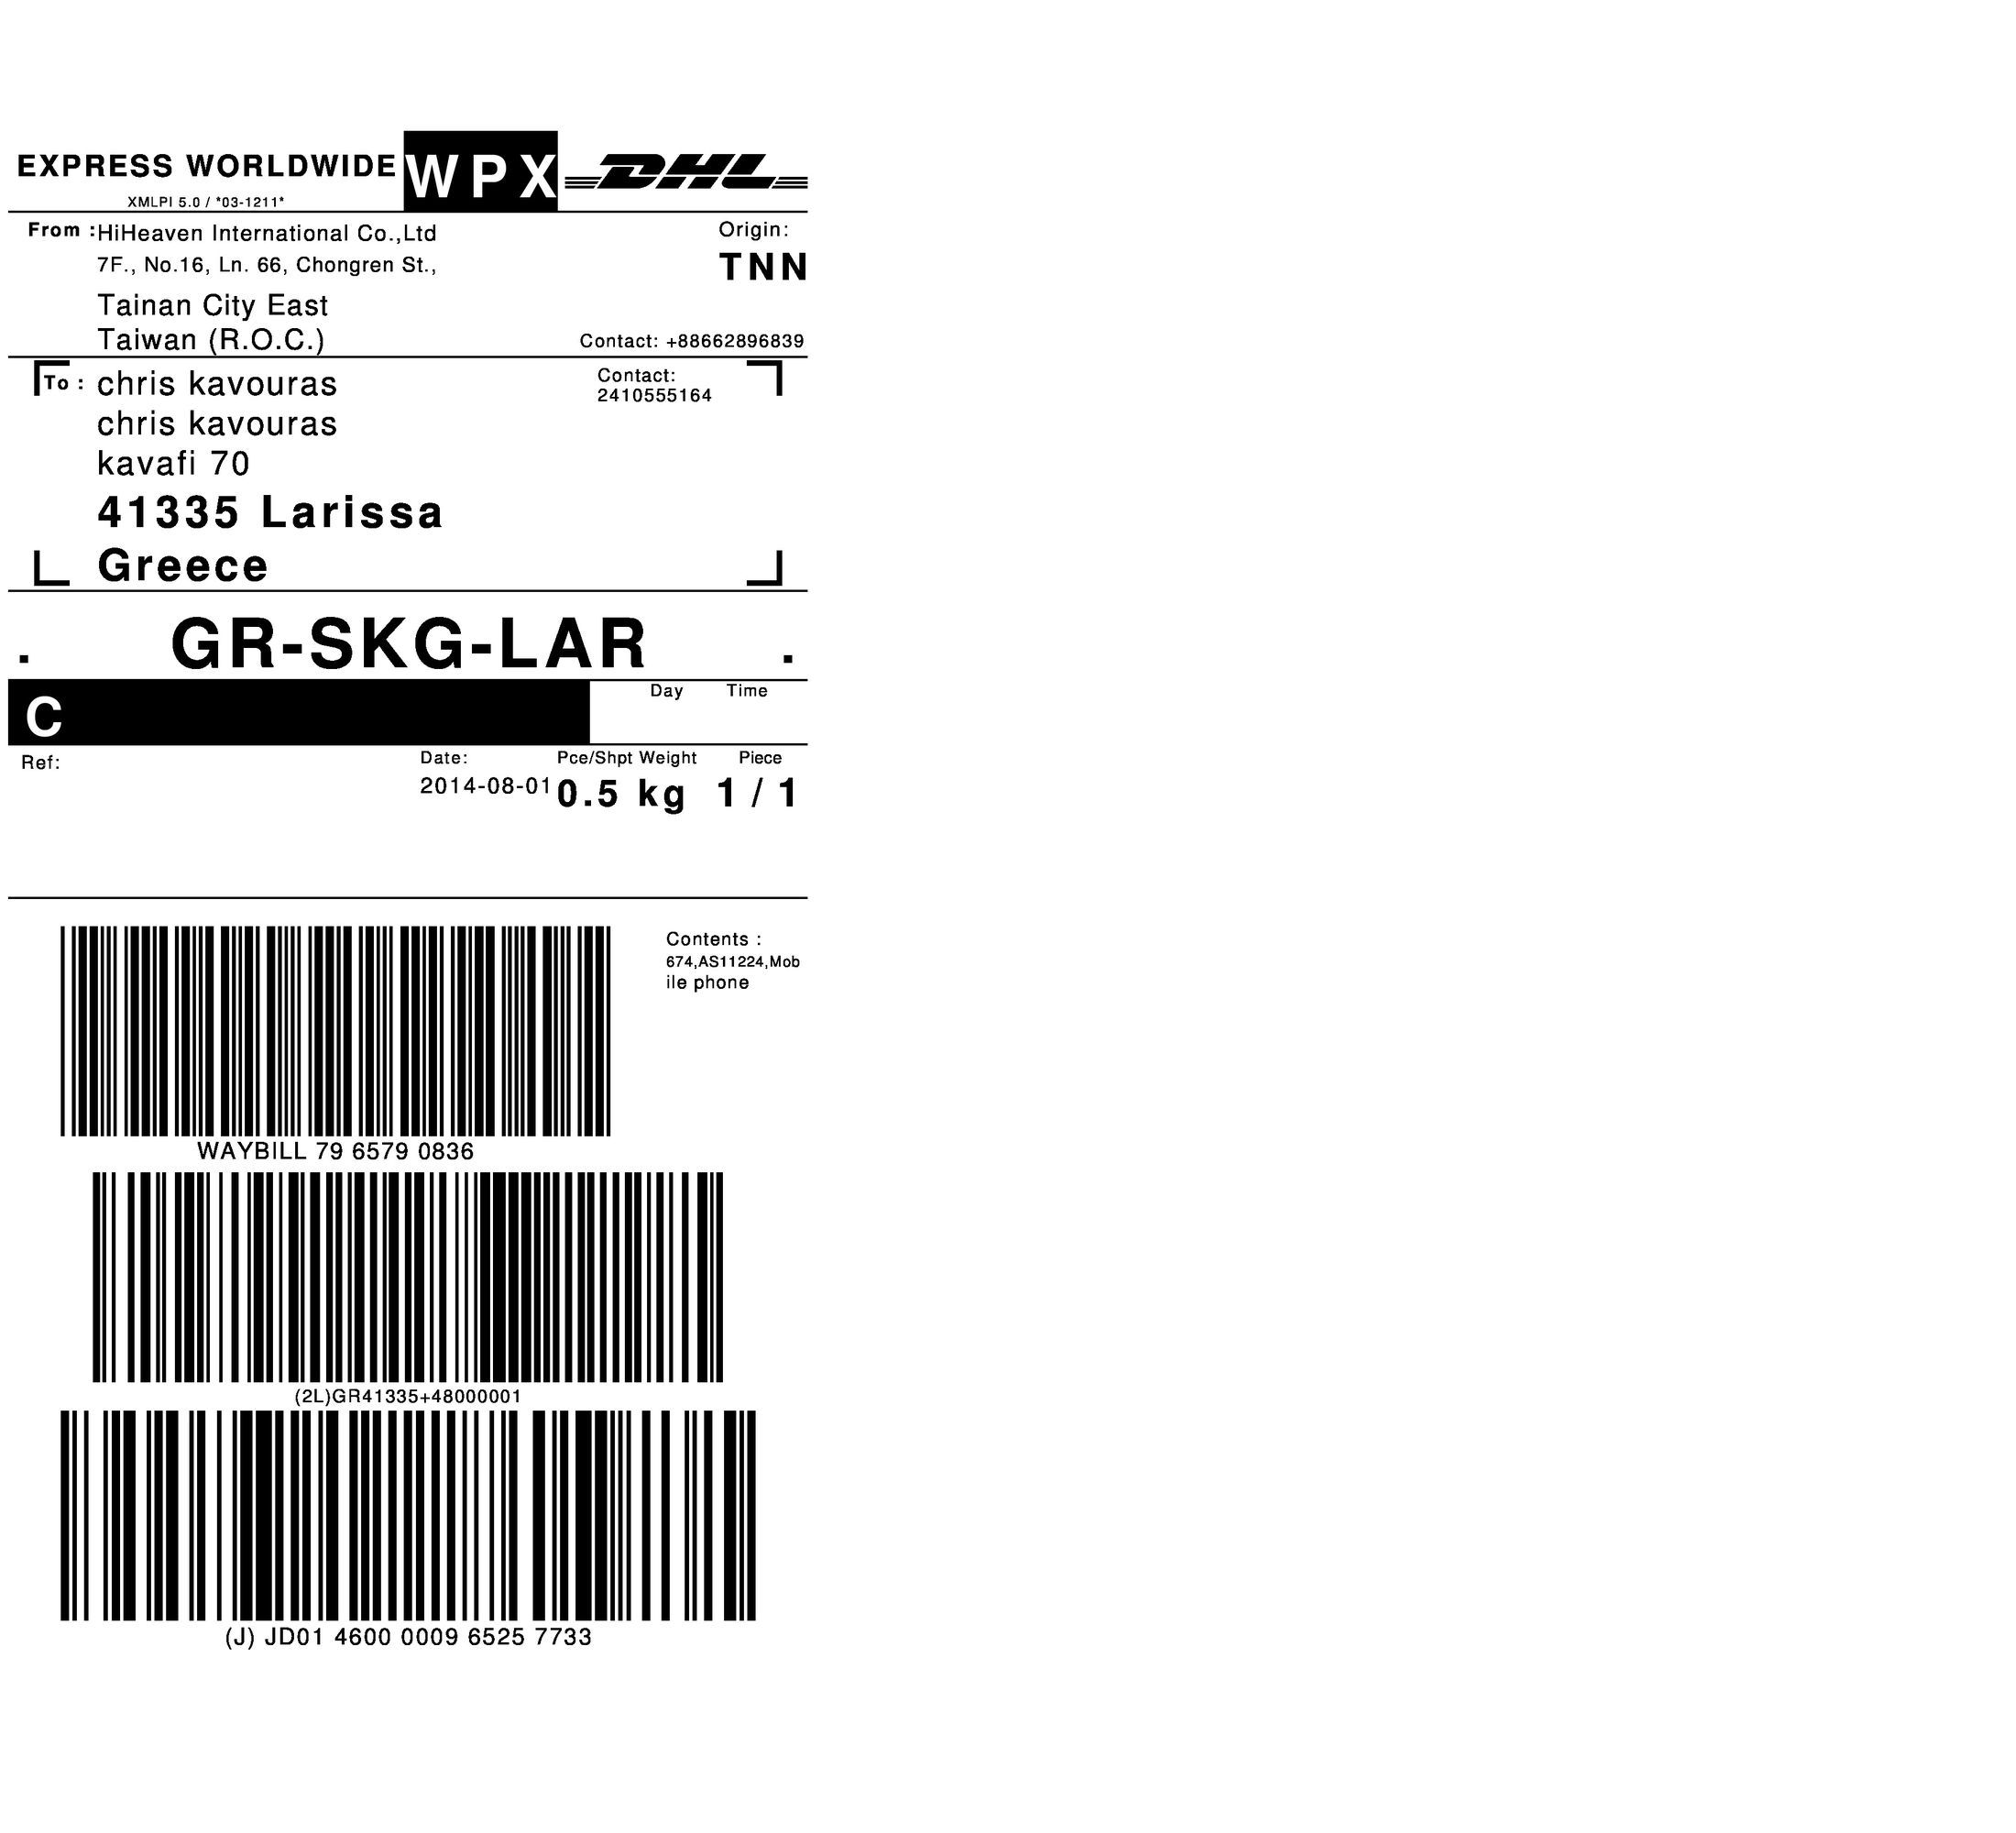 EXPRESS WORLDWIDE WPX DHL
XMLPI 5.0 / *03-1211*
From : HiHeaven International Co.,Ltd Origin:
7F., No.16, Ln. 66, Chongren St., TNN
Tainan City East
Taiwan (R.O.C.) Contact: +88662896839
To : chris kavouras Contact:
2410555164
chris kavouras
kavafi 70
41335 Larissa
Greece
. GR-SKG-LAR .
C Day Time
Ref: Date: Pce/Shpt Weight Piece
2014-08-01 0.5 kg 1 / 1
Contents :
674,AS11224,Mob
ile phone
WAYBILL 79 6579 0836
(2L)GR41335+48000001
(J) JD01 4600 0009 6525 7733